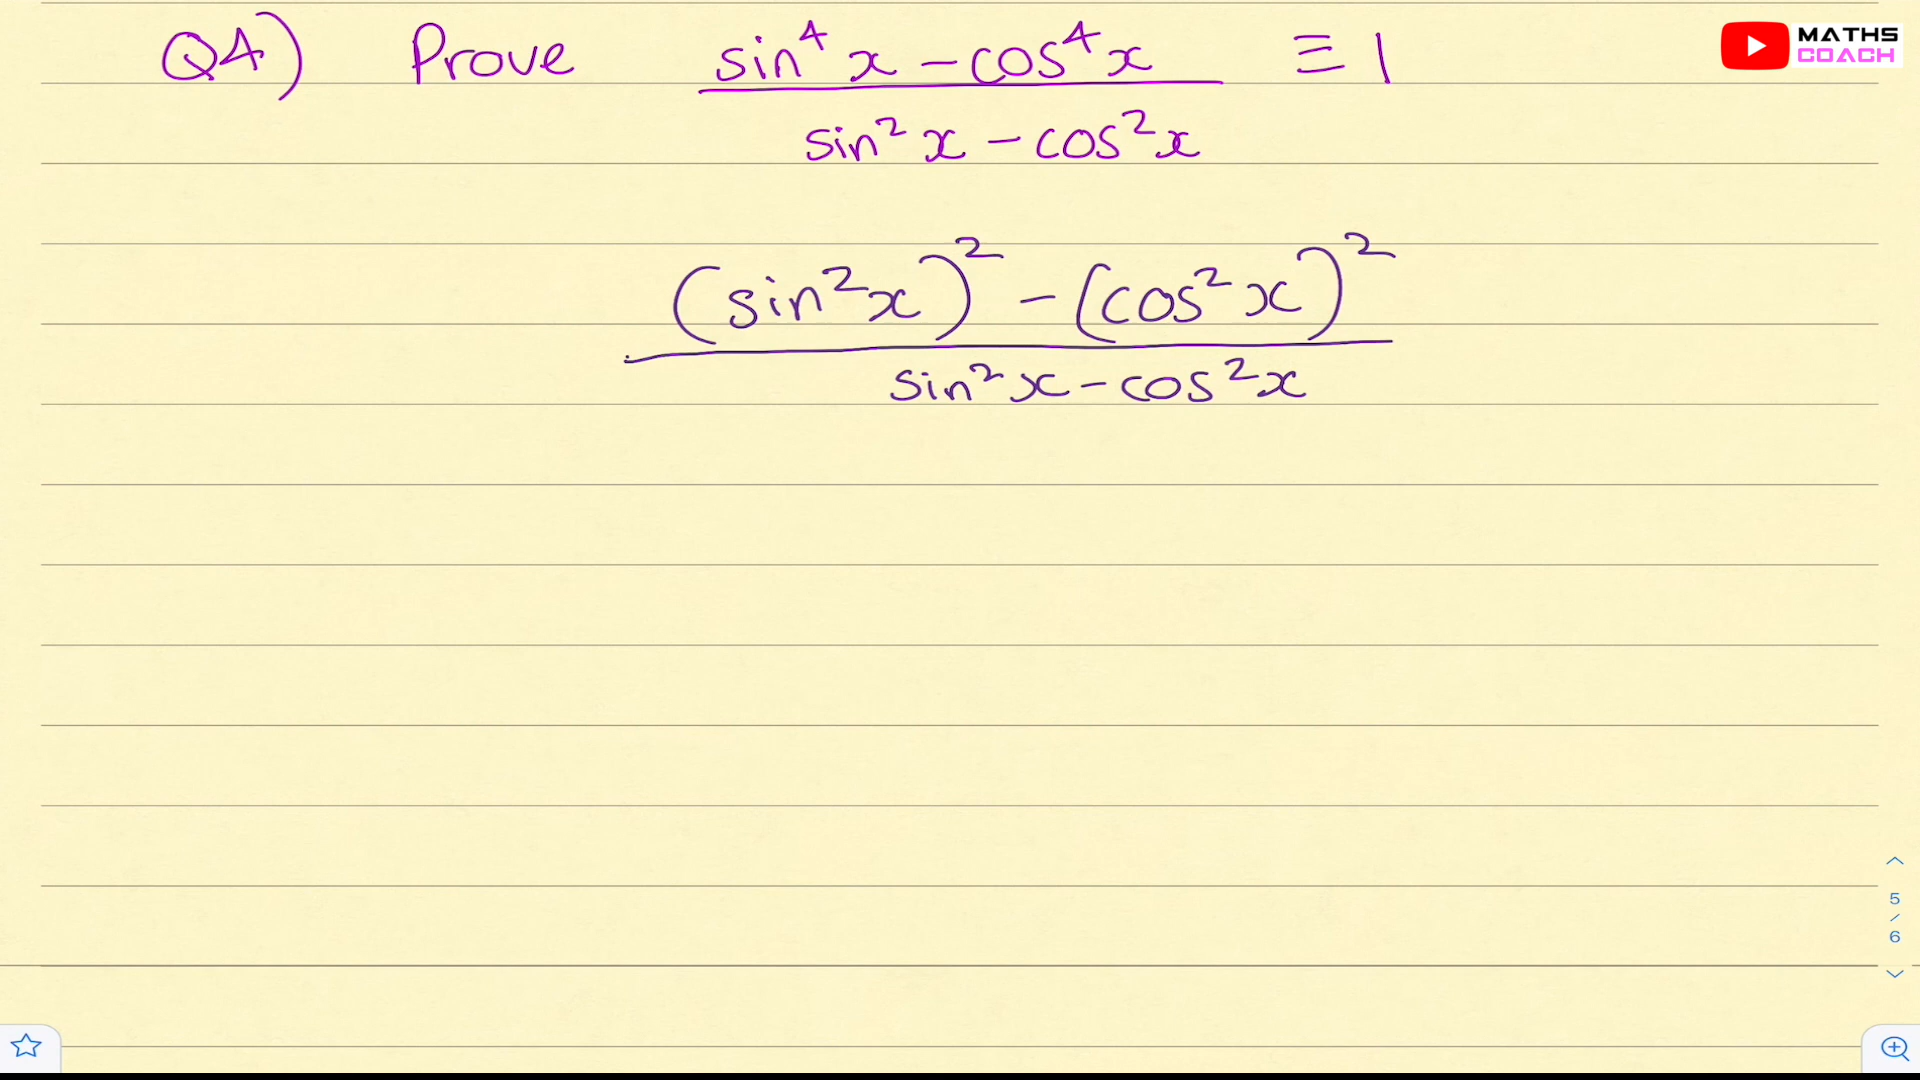 Q4) Prove sin⁴x - cos⁴x ≡ 1
sin²x - cos²x
(sin²x)² - (cos²x)²
sin²x - cos²x
MATHS
COACH
5
/
6